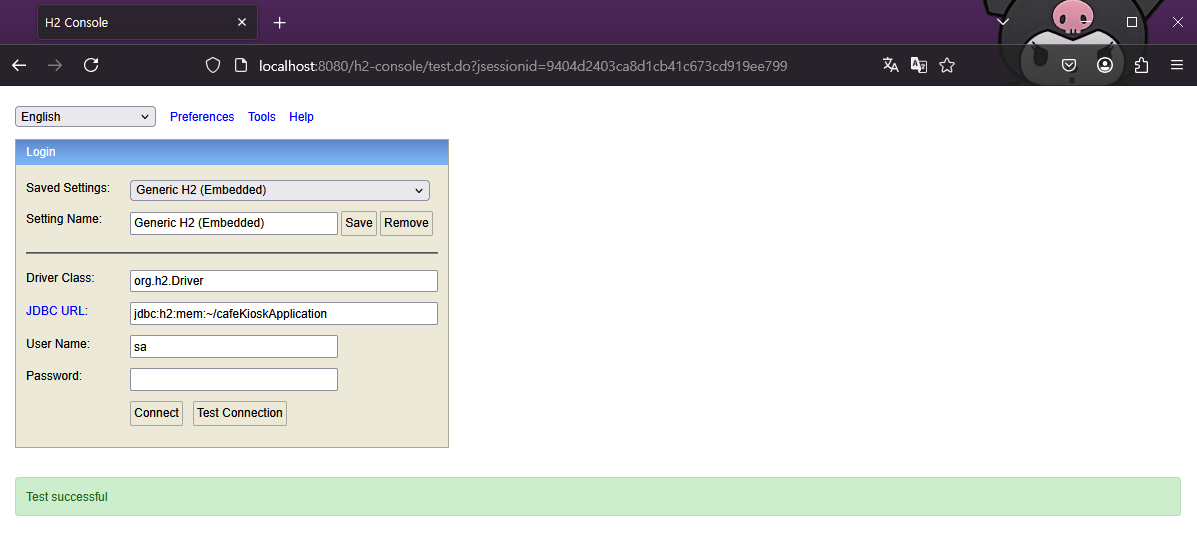 H2 Console
localhost:8080/h2-console/test.do?jsessionid=9404d2403ca8d1cb41c673cd919ee799
English Preferences Tools Help
Login
Saved Settings: Generic H2 (Embedded)
Setting Name: Generic H2 (Embedded) Save Remove
Driver Class: org.h2.Driver
JDBC URL: jdbc:h2:mem:~/cafeKioskApplication
User Name: sa
Password:
Connect Test Connection
Test successful